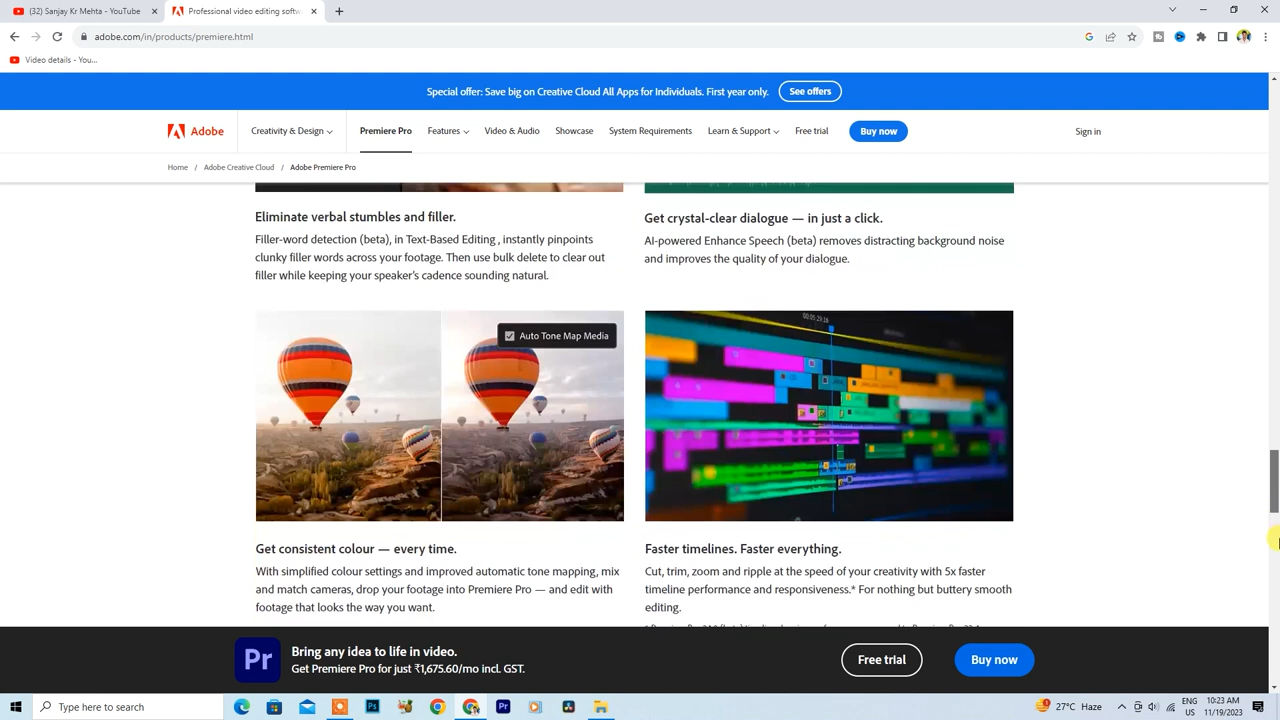 (32) Sanjay Kr Mehta - YouTube
Professional video editing softw
adobe.com/in/products/premiere.html
Video details - You...
Special offer: Save big on Creative Cloud All Apps for Individuals. First year only.
See offers
Adobe
Creativity & Design
Premiere Pro
Features
Video & Audio
Showcase
System Requirements
Learn & Support
Free trial
Buy now
Sign in
Home / Adobe Creative Cloud / Adobe Premiere Pro
Eliminate verbal stumbles and filler.
Filler-word detection (beta), in Text-Based Editing , instantly pinpoints
clunky filler words across your footage. Then use bulk delete to clear out
filler while keeping your speaker’s cadence sounding natural.
Get crystal-clear dialogue — in just a click.
AI-powered Enhance Speech (beta) removes distracting background noise
and improves the quality of your dialogue.
Auto Tone Map Media
00:05:29:16
Get consistent colour — every time.
With simplified colour settings and improved automatic tone mapping, mix
and match cameras, drop your footage into Premiere Pro — and edit with
footage that looks the way you want.
Faster timelines. Faster everything.
Cut, trim, zoom and ripple at the speed of your creativity with 5x faster
timeline performance and responsiveness.* For nothing but buttery smooth
editing.
Pr
Bring any idea to life in video.
Get Premiere Pro for just ₹1,675.60/mo incl. GST.
Free trial
Buy now
Type here to search
Ps
Pr
27°C Haze
ENG
US
10:23 AM
11/19/2023